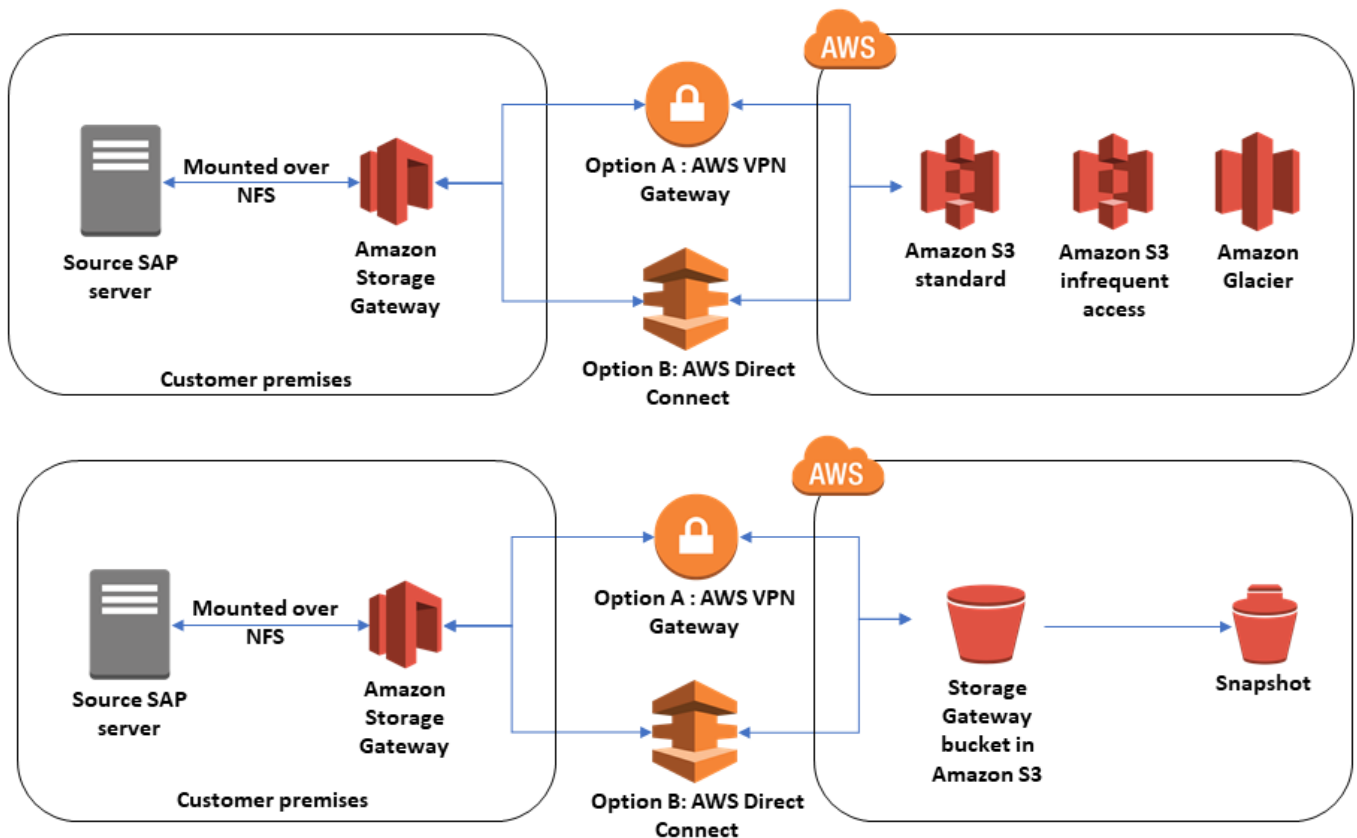 AWS
Mounted over
NFS
Source SAP
server
Amazon
Storage
Gateway
Customer premises
Option A : AWS VPN
Gateway
Option B: AWS Direct
Connect
Amazon S3
standard
Amazon S3
infrequent
access
Amazon
Glacier
AWS
Mounted over
NFS
Source SAP
server
Amazon
Storage
Gateway
Customer premises
Option A : AWS VPN
Gateway
Option B: AWS Direct
Connect
Storage
Gateway
bucket in
Amazon S3
Snapshot